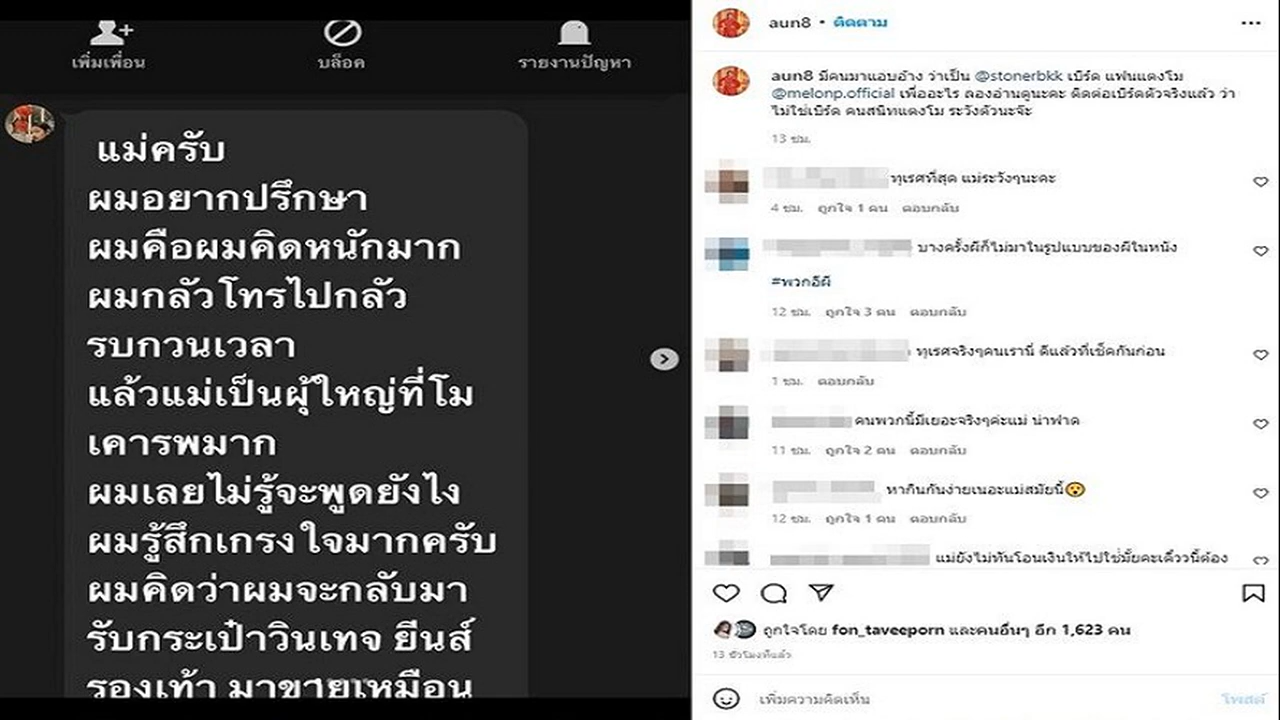 เพิ่มเพื่อน
บล็อค
รายงานปัญหา
แม่ครับ
ผมอยากปรึกษา
ผมคือผมคิดหนักมาก
ผมกลัวโทรไปกลัว
รบกวนเวลา
แล้วแม่เป็นผุ้ใหญ่ที่โม
เคารพมาก
ผมเลยไม่รู้จะพูดยังไง
ผมรู้สึกเกรงใจมากครับ
ผมคิดว่าผมจะกลับมา
รับกระเป๋าวินเทจ ยีนส์
รองเท้า มาขายเหมือน
aun8 • ติดตาม
aun8 มีคนมาแอบอ้าง ว่าเป็น @stonerbkk เบิร์ด แฟนแตงโม
@melonp.official เพื่ออะไร ลองอ่านดูนะคะ ติดต่อเบิร์ดตัวจริงแล้ว ว่า
ไม่ใช่เบิร์ด คนสนิทแตงโม ระวังตัวนะจ๊ะ
13 ชม.
ทุเรศที่สุด แม่ระวังๆนะคะ
4 ชม. ถูกใจ 1 คน ตอบกลับ
บางครั้งผีก็ไม่มาในรูปแบบของผีในหนัง
#พวกอีผี
12 ชม. ถูกใจ 3 คน ตอบกลับ
ทุเรศจริงๆคนเรานี่ ดีแล้วที่เช็คกันก่อน
1 ชม. ตอบกลับ
คนพวกนี้มีเยอะจริงๆค่ะแม่ น่าฟาด
11 ชม. ถูกใจ 2 คน ตอบกลับ
หากินกันง่ายเนอะแม่สมัยนี้😮
12 ชม. ถูกใจ 1 คน ตอบกลับ
แม่ยังไม่ทันโอนเงินให้ไปใช่มั้ยคะเดี๋ววนี้ต้อง
ถูกใจโดย fon_taveeporn และคนอื่นๆ อีก 1,623 คน
13 ชั่วโมงที่แล้ว
เพิ่มความคิดเห็น
โพสต์